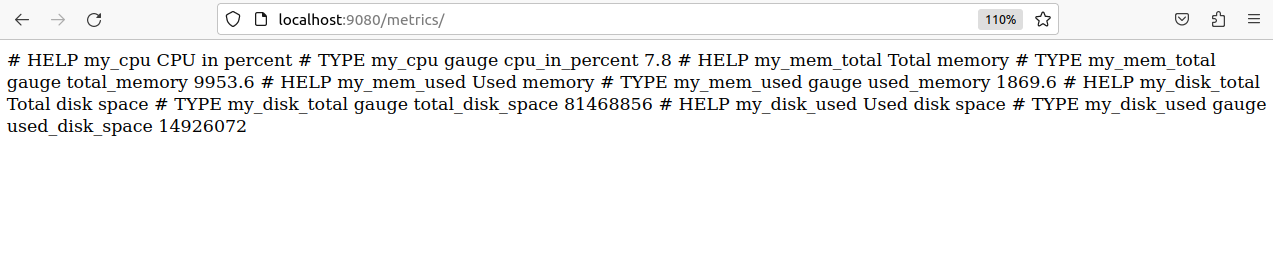 localhost:9080/metrics/
110%
# HELP my_cpu CPU in percent # TYPE my_cpu gauge cpu_in_percent 7.8 # HELP my_mem_total Total memory # TYPE my_mem_total
gauge total_memory 9953.6 # HELP my_mem_used Used memory # TYPE my_mem_used gauge used_memory 1869.6 # HELP my_disk_total
Total disk space # TYPE my_disk_total gauge total_disk_space 81468856 # HELP my_disk_used Used disk space # TYPE my_disk_used gauge
used_disk_space 14926072